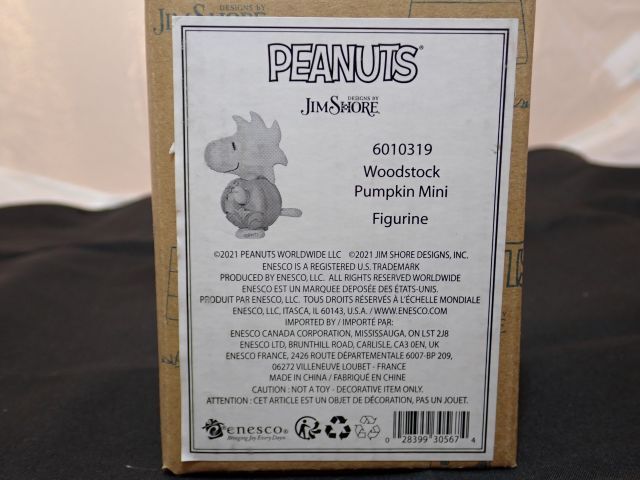 DESIGNS BY
JIM SHORE
PEANUTS®
DESIGNS BY
JIM SHORE
6010319
Woodstock
Pumpkin Mini
Figurine
©2021 PEANUTS WORLDWIDE LLC ©2021 JIM SHORE DESIGNS, INC.
ENESCO IS A REGISTERED U.S. TRADEMARK
PRODUCED BY ENESCO, LLC. ALL RIGHTS RESERVED WORLDWIDE
ENESCO EST UN MARQUEE DEPOSÉE DES ÉTATS-UNIS.
PRODUIT PAR ENESCO, LLC. TOUS DROITS RÉSERVÉS À L'ÉCHELLE MONDIALE
ENESCO, LLC, ITASCA, IL 60143, U.S.A. / WWW.ENESCO.COM
IMPORTED BY / IMPORTÉ PAR:
ENESCO CANADA CORPORATION, MISSISSAUGA, ON L5T 2J8
ENESCO LTD, BRUNTHILL ROAD, CARLISLE, CA3 0EN, UK
ENESCO FRANCE, 2426 ROUTE DÉPARTEMENTALE 6007-BP 209,
06272 VILLENEUVE LOUBET - FRANCE
MADE IN CHINA / FABRIQUÉ EN CHINE
CAUTION : NOT A TOY - DECORATIVE ITEM ONLY.
ATTENTION : CET ARTICLE EST UN OBJET DE DÉCORATION, PAS UN JOUET.
enesco®
Bringing Joy Every Day®
0 28399 30567 4